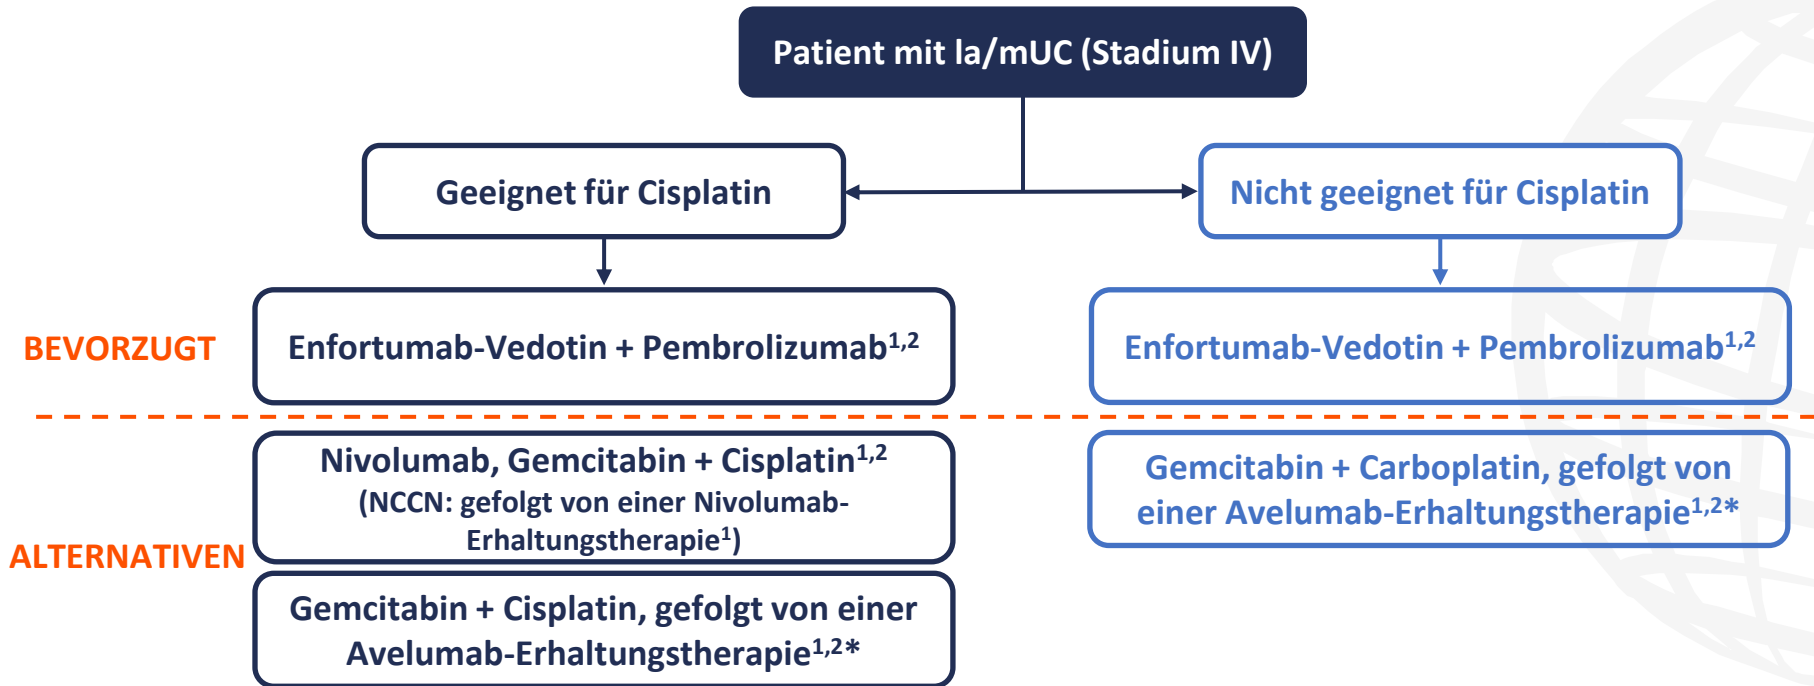 Patient mit la/mUC (Stadium IV)
Geeignet für Cisplatin
Nicht geeignet für Cisplatin
BEVORZUGT
Enfortumab-Vedotin + Pembrolizumab1,2
Enfortumab-Vedotin + Pembrolizumab1,2
ALTERNATIVEN
Nivolumab, Gemcitabin + Cisplatin1,2
(NCCN: gefolgt von einer Nivolumab-
Erhaltungstherapie1)
Gemcitabin + Cisplatin, gefolgt von einer
Avelumab-Erhaltungstherapie1,2*
Gemcitabin + Carboplatin, gefolgt von
einer Avelumab-Erhaltungstherapie1,2*